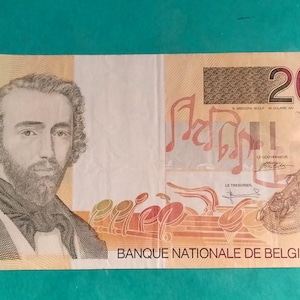 20
LE GOUVERNEUR
LE TRÉSORIER
BANQUE NATIONALE DE BELGI